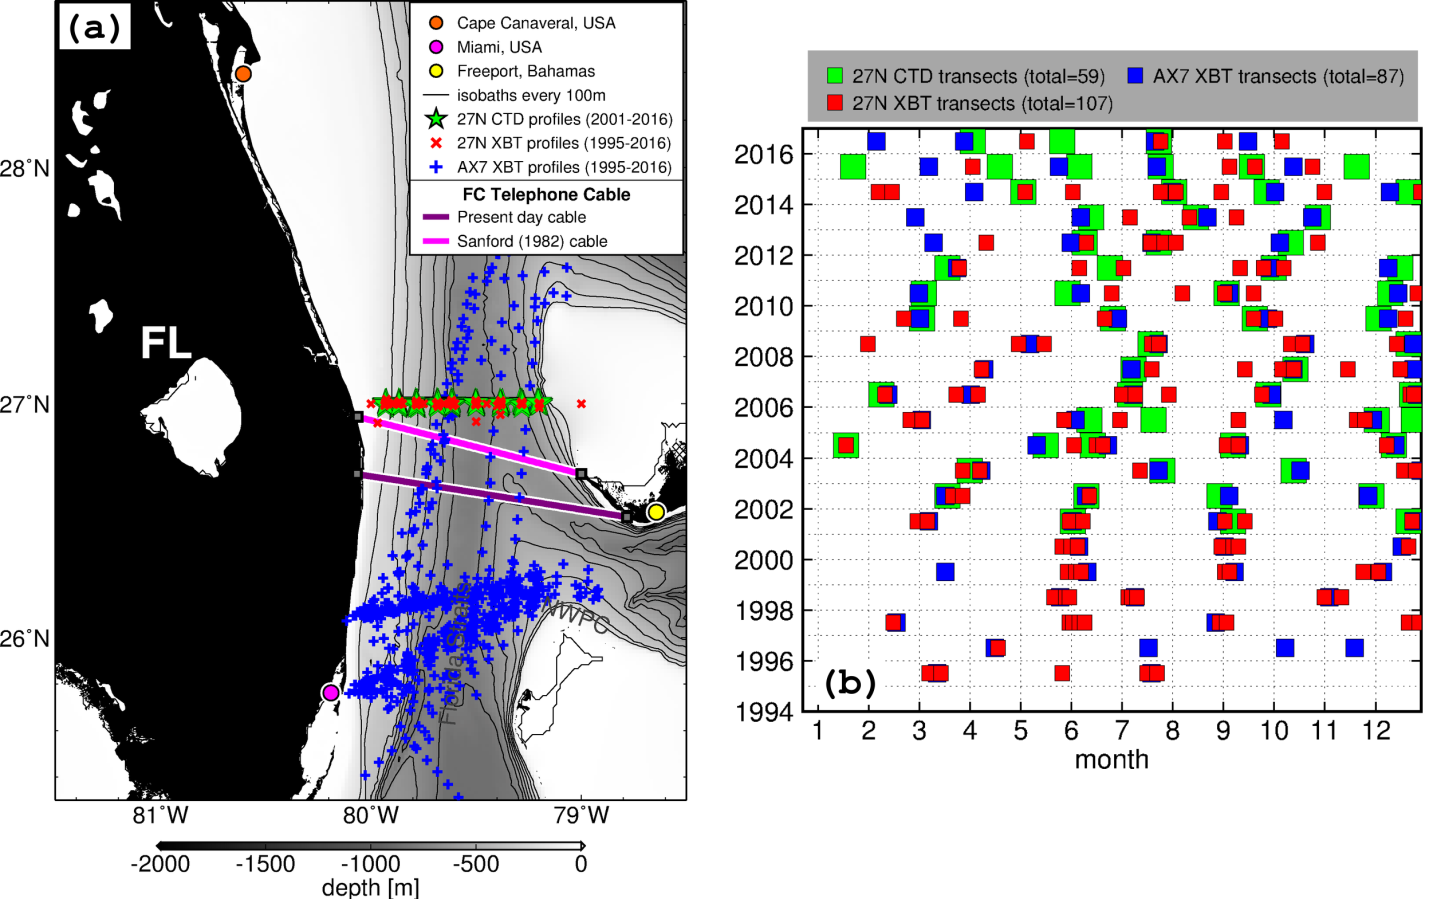 (a)
Cape Canaveral, USA
Miami, USA
Freeport, Bahamas
isobaths every 100m
27N CTD profiles (2001-2016)
27N XBT profiles (1995-2016)
AX7 XBT profiles (1995-2016)
FC Telephone Cable
Present day cable
Sanford (1982) cable
28°N
27°N
26°N
FL
Florida Straits
NWPC
81°W 80°W 79°W
-2000 -1500 -1000 -500 0
depth [m]
27N CTD transects (total=59) AX7 XBT transects (total=87)
27N XBT transects (total=107)
2016
2014
2012
2010
2008
2006
2004
2002
2000
1998
1996
1994
(b)
1 2 3 4 5 6 7 8 9 10 11 12
month